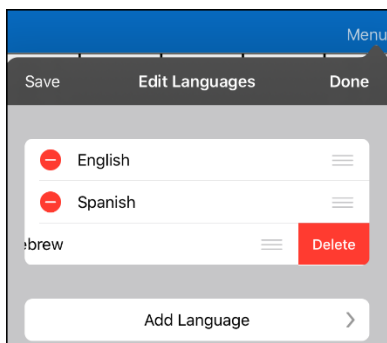 Menu
Save Edit Languages Done
English
Spanish
ebrew Delete
Add Language